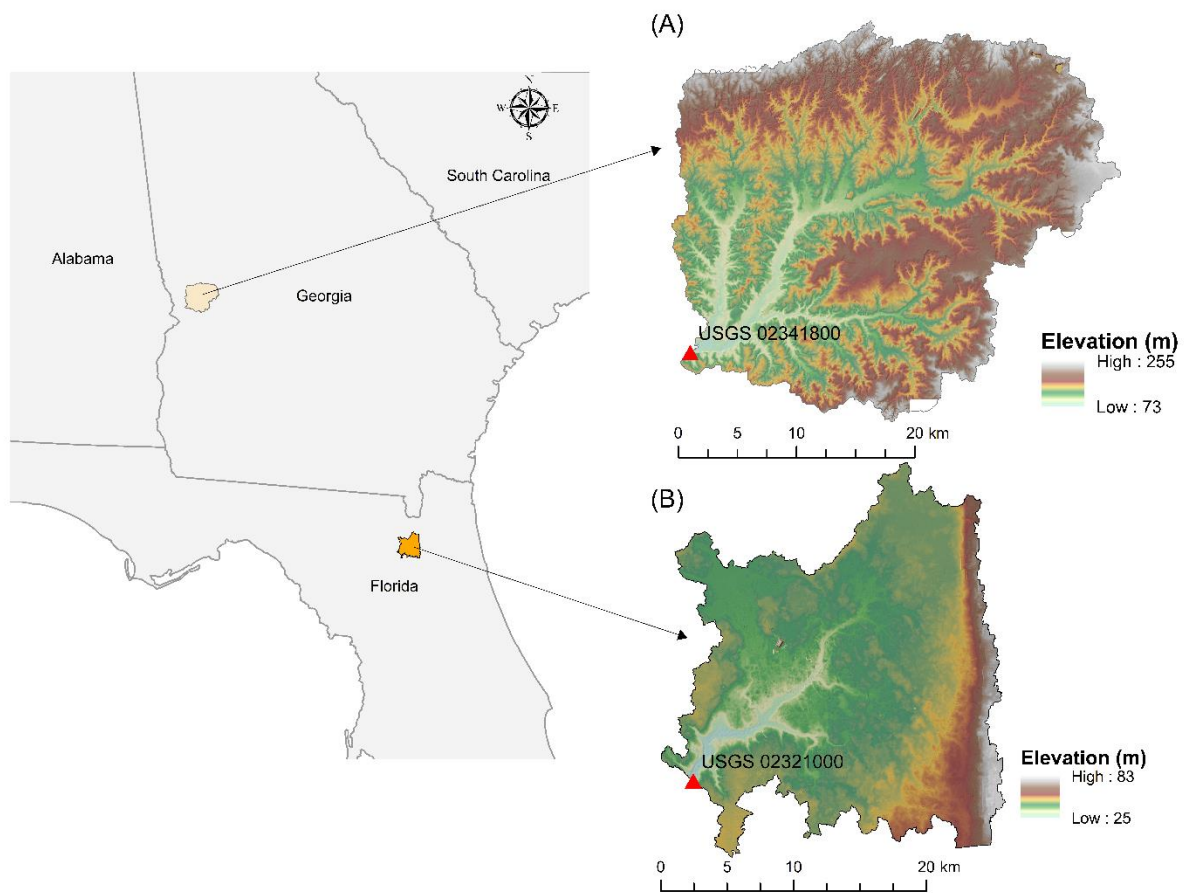 (A)
N
W E
S
South Carolina
Alabama
Georgia
USGS 02341800
Elevation (m)
High : 255
Low : 73
0 5 10 20 km
(B)
Florida
USGS 02321000
Elevation (m)
High : 83
Low : 25
0 5 10 20 km